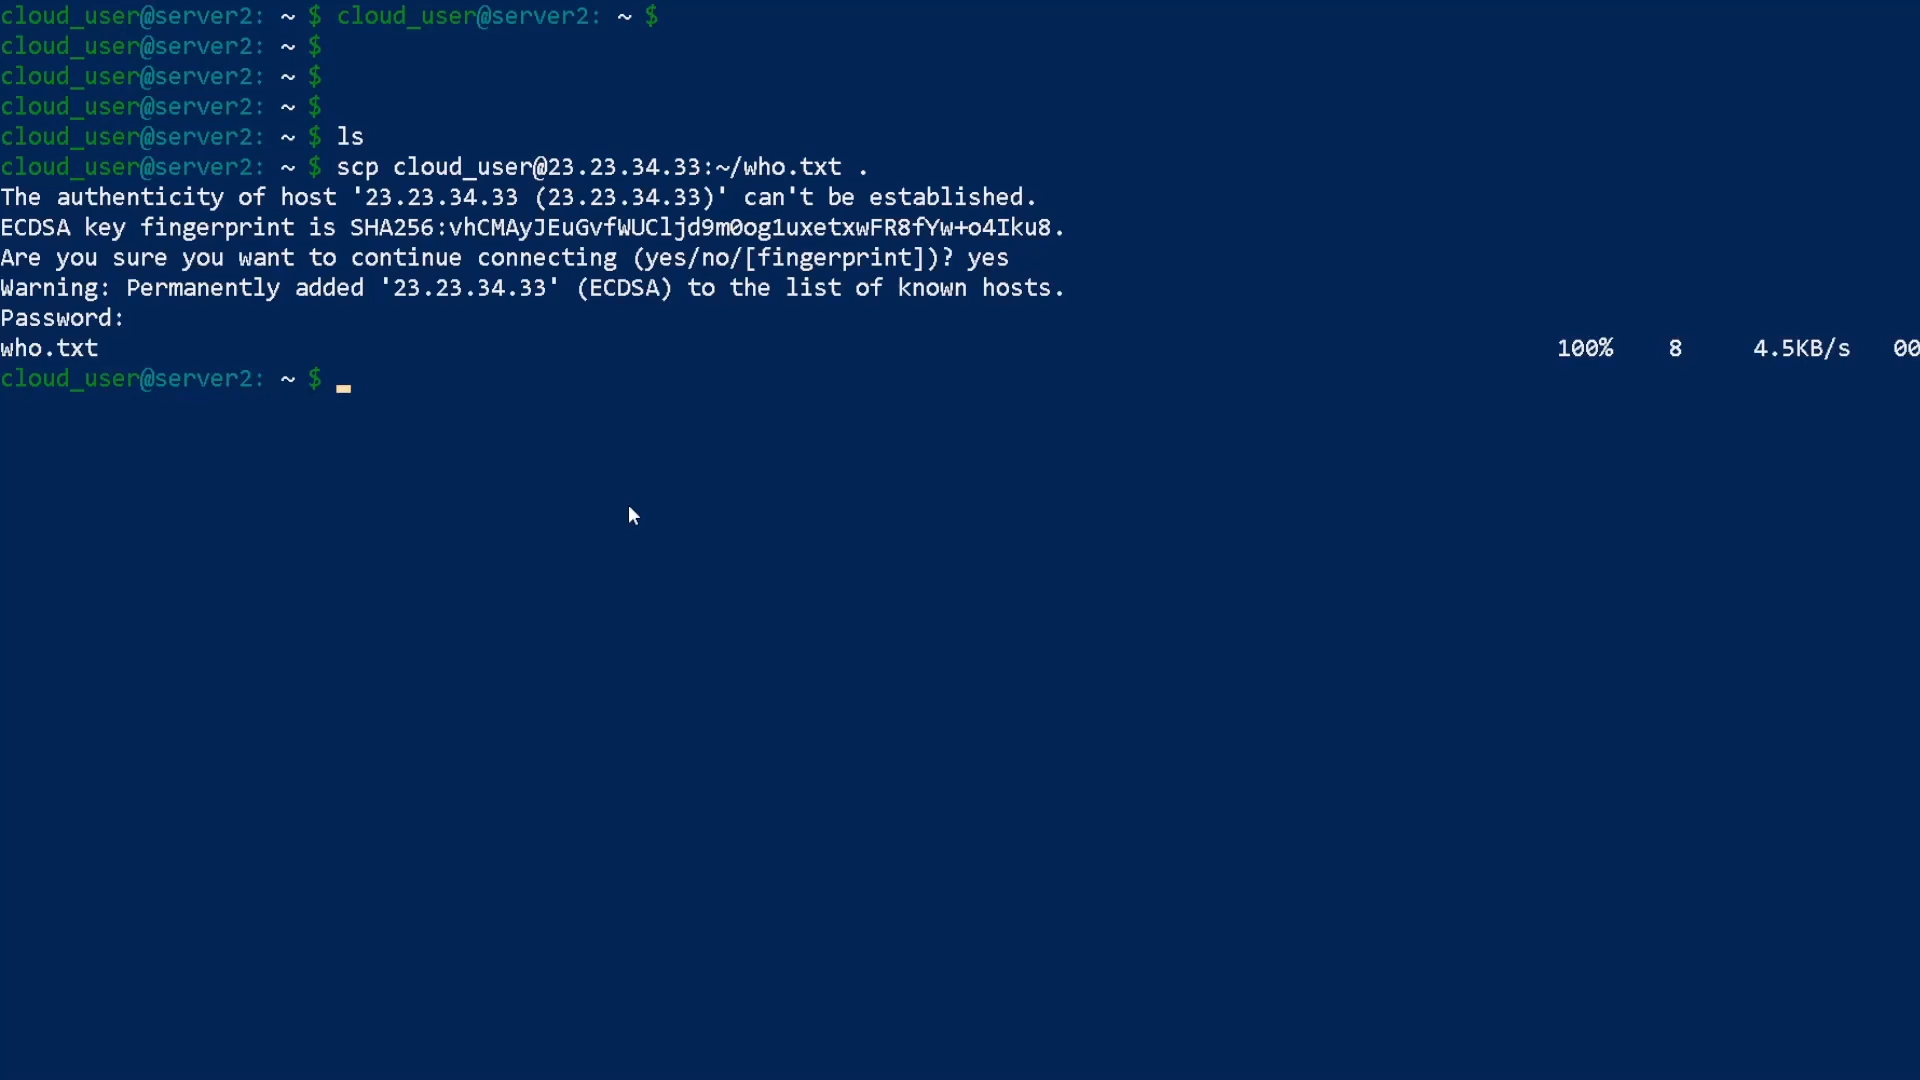 cloud_user@server2: ~ $ cloud_user@server2: ~ $
cloud_user@server2: ~ $
cloud_user@server2: ~ $
cloud_user@server2: ~ $
cloud_user@server2: ~ $ ls
cloud_user@server2: ~ $ scp cloud_user@23.23.34.33:~/who.txt .
The authenticity of host '23.23.34.33 (23.23.34.33)' can't be established.
ECDSA key fingerprint is SHA256:vhCMAyJEuGvfWUCljd9m0og1uxetxwFR8fYw+o4Iku8.
Are you sure you want to continue connecting (yes/no/[fingerprint])? yes
Warning: Permanently added '23.23.34.33' (ECDSA) to the list of known hosts.
Password:
who.txt 100% 8 4.5KB/s 00
cloud_user@server2: ~ $